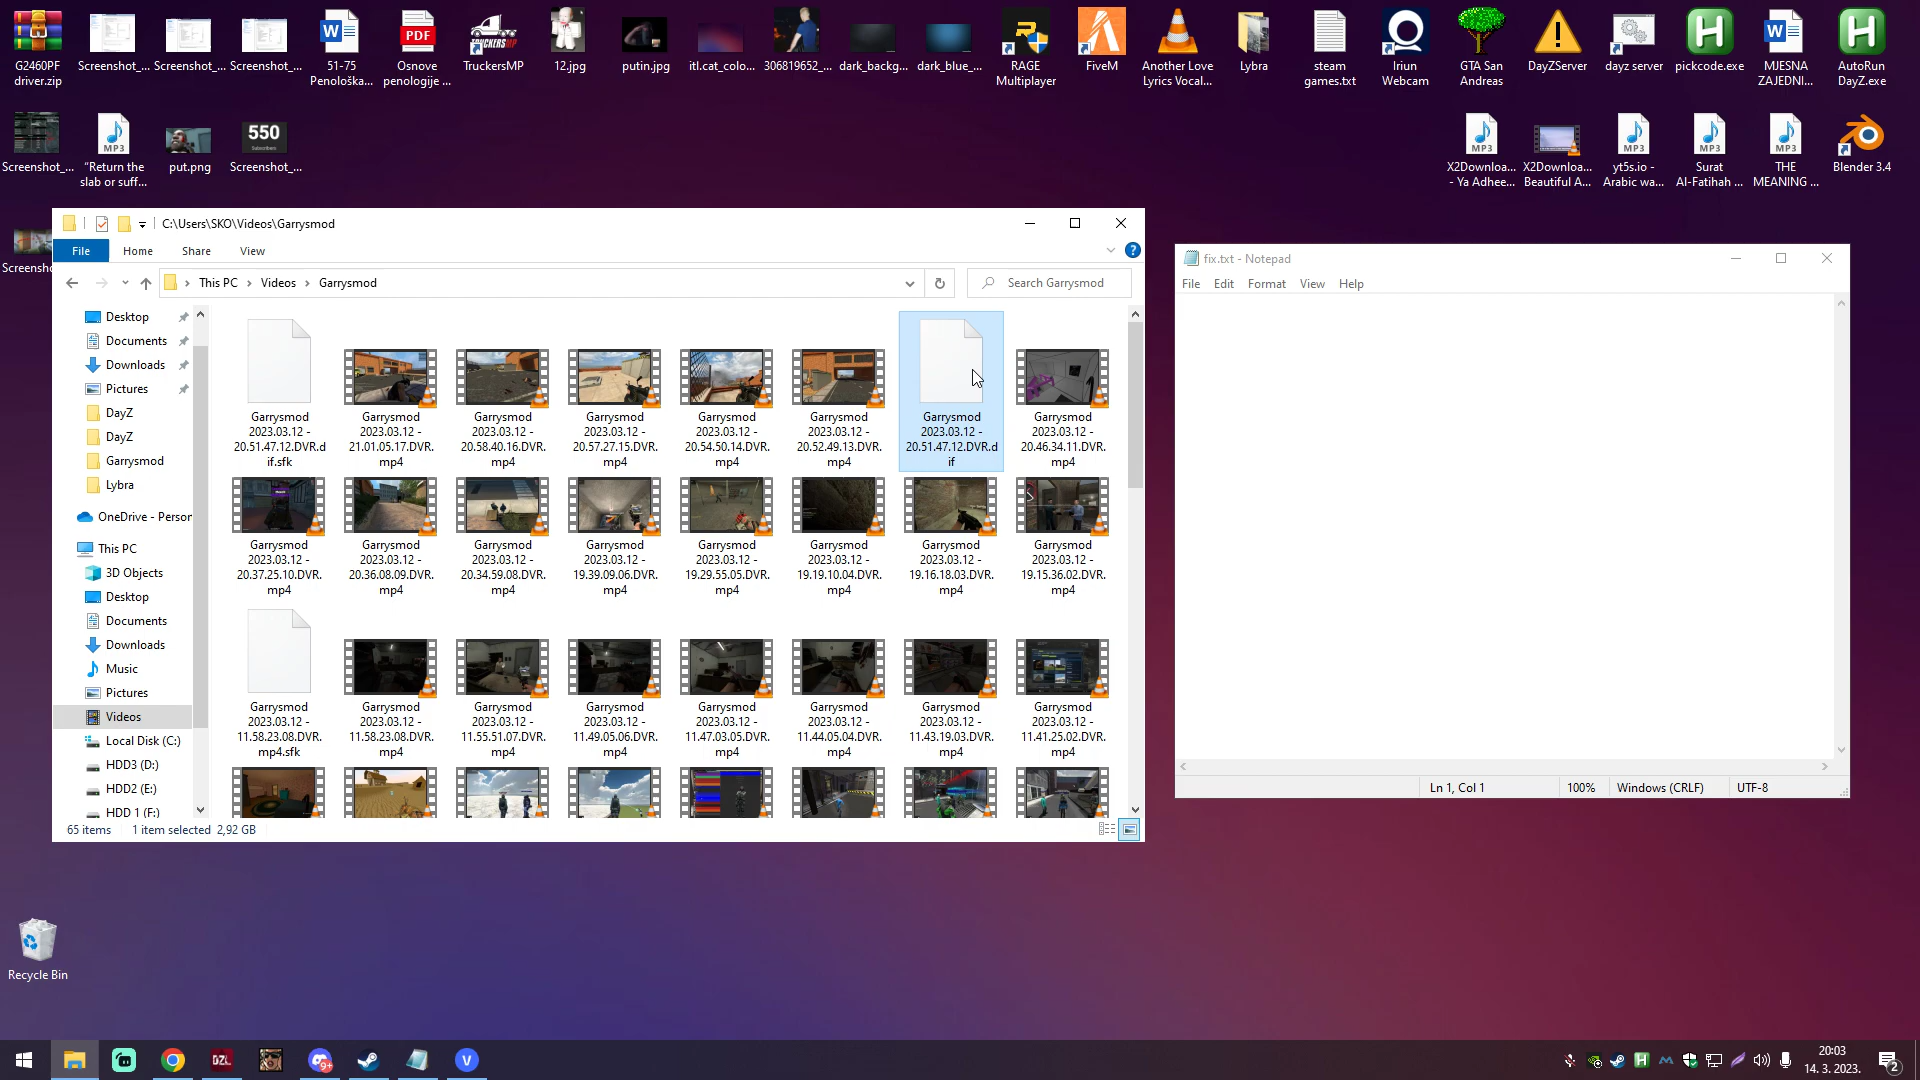 G2460PF
driver.zip
Screenshot_...
Screenshot_...
Screenshot_...
51-75
Penološka...
PDF
Osnove
penologije ...
TRUCKERSMP
TruckersMP
12.jpg
putin.jpg
itl.cat_colo...
306819652_...
dark_backg...
dark_blue_...
RAGE
Multiplayer
FiveM
Another Love
Lyrics Vocal...
Lybra
steam
games.txt
Iriun
Webcam
GTA San
Andreas
DayZServer
dayz server
pickcode.exe
MJESNA
ZAJEDNI...
AutoRun
DayZ.exe
Screenshot_...
MP3
"Return the
slab or suff...
put.png
550
Subscribers
Screenshot_...
MP3
X2Downloa...
- Ya Adhee...
X2Downloa...
Beautiful A...
MP3
yt5s.io -
Arabic wa...
MP3
Surat
Al-Fatihah ...
MP3
THE
MEANING ...
Blender 3.4
Screensho
C:\Users\SKO\Videos\Garrysmod
File Home Share View
This PC > Videos > Garrysmod
Search Garrysmod
Desktop
Documents
Downloads
Pictures
DayZ
DayZ
Garrysmod
Lybra
OneDrive - Person
This PC
3D Objects
Desktop
Documents
Downloads
Music
Pictures
Videos
Local Disk (C:)
HDD3 (D:)
HDD2 (E:)
HDD 1 (F:)
Garrysmod
2023.03.12 -
20.51.47.12.DVR.d
if.sfk
Garrysmod
2023.03.12 -
21.01.05.17.DVR.
mp4
Garrysmod
2023.03.12 -
20.58.40.16.DVR.
mp4
Garrysmod
2023.03.12 -
20.57.27.15.DVR.
mp4
Garrysmod
2023.03.12 -
20.54.50.14.DVR.
mp4
Garrysmod
2023.03.12 -
20.52.49.13.DVR.
mp4
Garrysmod
2023.03.12 -
20.51.47.12.DVR.d
if
Garrysmod
2023.03.12 -
20.46.34.11.DVR.
mp4
Garrysmod
2023.03.12 -
20.37.25.10.DVR.
mp4
Garrysmod
2023.03.12 -
20.36.08.09.DVR.
mp4
Garrysmod
2023.03.12 -
20.34.59.08.DVR.
mp4
Garrysmod
2023.03.12 -
19.39.09.06.DVR.
mp4
Garrysmod
2023.03.12 -
19.29.55.05.DVR.
mp4
Garrysmod
2023.03.12 -
19.19.10.04.DVR.
mp4
Garrysmod
2023.03.12 -
19.16.18.03.DVR.
mp4
Garrysmod
2023.03.12 -
19.15.36.02.DVR.
mp4
Garrysmod
2023.03.12 -
11.58.23.08.DVR.
mp4.sfk
Garrysmod
2023.03.12 -
11.58.23.08.DVR.
mp4
Garrysmod
2023.03.12 -
11.55.51.07.DVR.
mp4
Garrysmod
2023.03.12 -
11.49.05.06.DVR.
mp4
Garrysmod
2023.03.12 -
11.47.03.05.DVR.
mp4
Garrysmod
2023.03.12 -
11.44.05.04.DVR.
mp4
Garrysmod
2023.03.12 -
11.43.19.03.DVR.
mp4
Garrysmod
2023.03.12 -
11.41.25.02.DVR.
mp4
65 items 1 item selected 2,92 GB
fix.txt - Notepad
File Edit Format View Help
Ln 1, Col 1 100% Windows (CRLF) UTF-8
Recycle Bin
DZL
9+
20:03
14. 3. 2023.
2